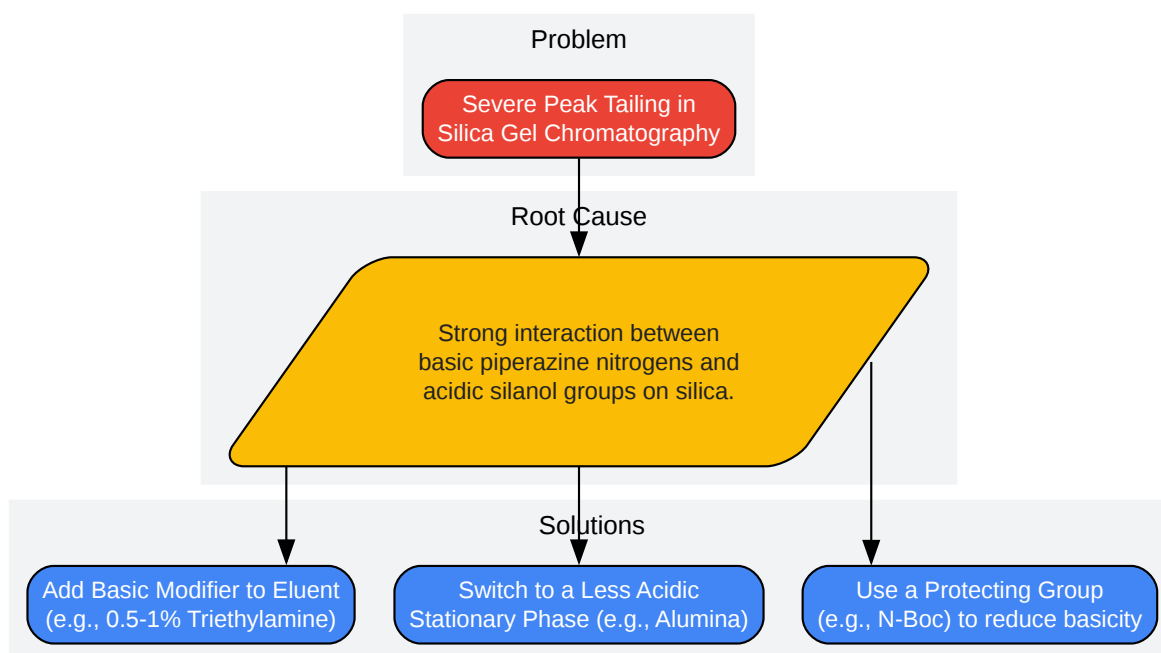 Problem
Severe Peak Tailing in
Silica Gel Chromatography
Root Cause
Strong interaction between
basic piperazine nitrogens and
acidic silanol groups on silica.
Solutions
Add Basic Modifier to Eluent
(e.g., 0.5-1% Triethylamine)
Switch to a Less Acidic
Stationary Phase (e.g., Alumina)
Use a Protecting Group
(e.g., N-Boc) to reduce basicity